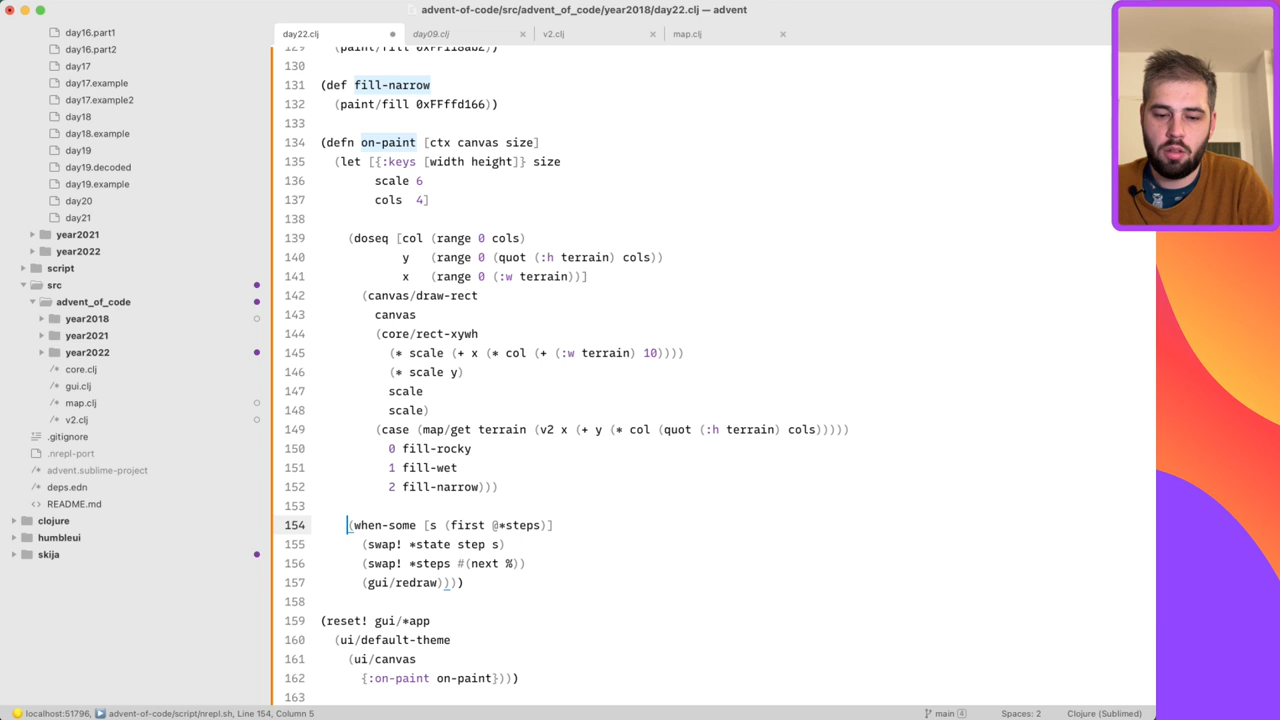 advent-of-code/src/advent_of_code/year2018/day22.clj — advent
day16.part1
day16.part2
day17
day17.example
day17.example2
day18
day18.example
day19
day19.decoded
day19.example
day20
day21
year2021
year2022
script
src
advent_of_code
year2018
year2021
year2022
/* core.clj
/* gui.clj
/* map.clj
/* v2.clj
.gitignore
.nrepl-port
advent.sublime-project
deps.edn
README.md
clojure
humbleui
skija
day22.clj day09.clj v2.clj map.clj
129 (paint/fill 0xFF118ab2))
130
131 (def fill-narrow
132 (paint/fill 0xFFffd166))
133
134 (defn on-paint [ctx canvas size]
135 (let [{:keys [width height]} size
136 scale 6
137 cols 4]
138
139 (doseq [col (range 0 cols)
140 y (range 0 (quot (:h terrain) cols))
141 x (range 0 (:w terrain))]
142 (canvas/draw-rect
143 canvas
144 (core/rect-xywh
145 (* scale (+ x (* col (+ (:w terrain) 10))))
146 (* scale y)
147 scale
148 scale)
149 (case (map/get terrain (v2 x (+ y (* col (quot (:h terrain) cols)))))
150 0 fill-rocky
151 1 fill-wet
152 2 fill-narrow)))
153
154 (when-some [s (first @*steps)]
155 (swap! *state step s)
156 (swap! *steps #(next %))
157 (gui/redraw))))
158
159 (reset! gui/*app
160 (ui/default-theme
161 (ui/canvas
162 {:on-paint on-paint})))
163
localhost:51796, advent-of-code/script/nrepl.sh, Line 154, Column 5 main 4 Spaces: 2 Clojure (Sublimed)